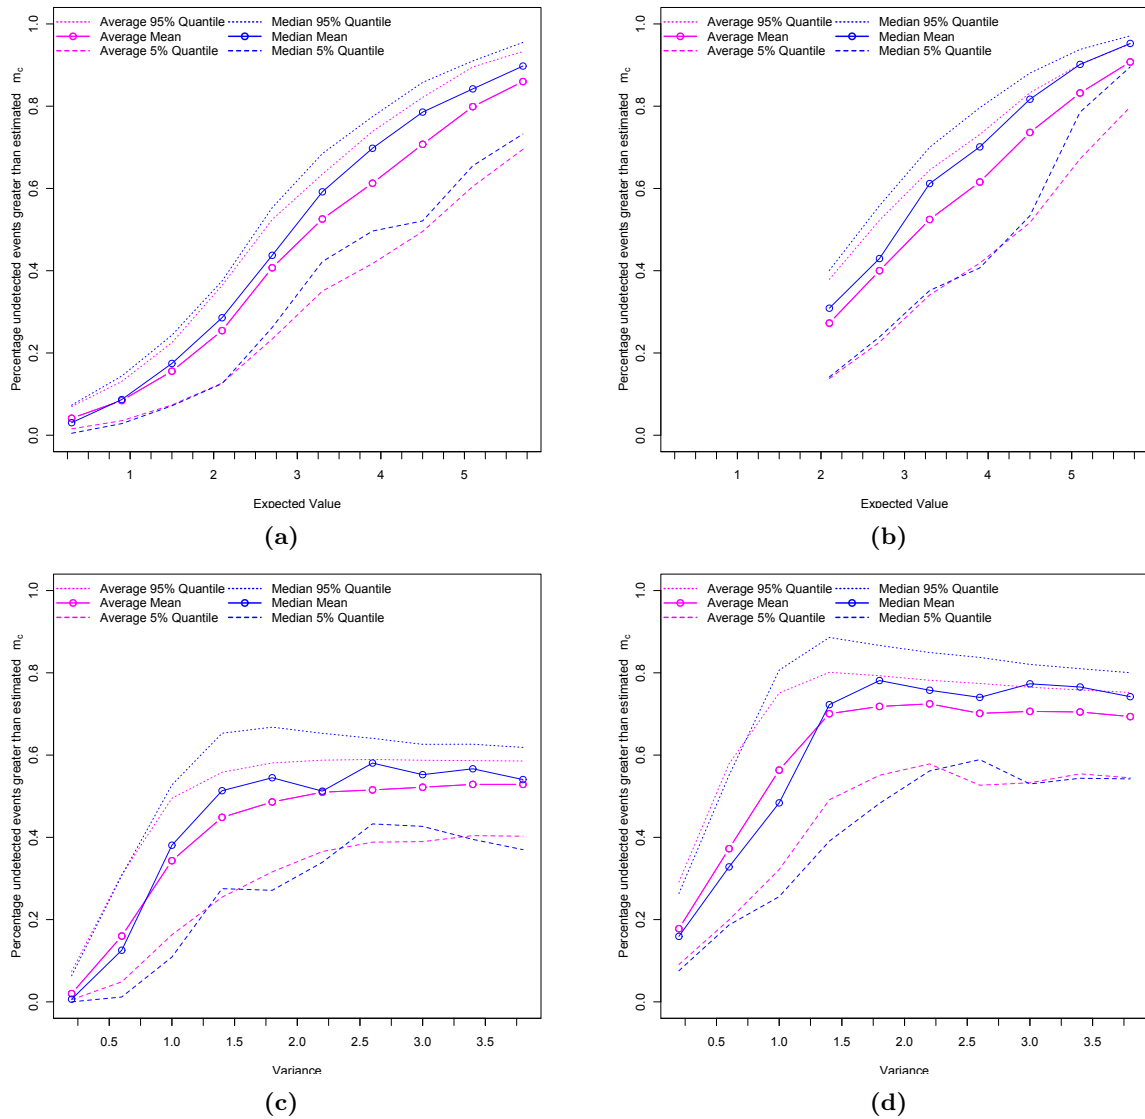 Average 95% Quantile
Average Mean
Average 5% Quantile
Median 95% Quantile
Median Mean
Median 5% Quantile
Percentage undetected events greater than estimated m_c
0.0 0.2 0.4 0.6 0.8 1.0
1 2 3 4 5
Expected Value
(a)
Average 95% Quantile
Average Mean
Average 5% Quantile
Median 95% Quantile
Median Mean
Median 5% Quantile
Percentage undetected events greater than estimated m_c
0.0 0.2 0.4 0.6 0.8 1.0
1 2 3 4 5
Expected Value
(b)
Average 95% Quantile
Average Mean
Average 5% Quantile
Median 95% Quantile
Median Mean
Median 5% Quantile
Percentage undetected events greater than estimated m_c
0.0 0.2 0.4 0.6 0.8 1.0
0.5 1.0 1.5 2.0 2.5 3.0 3.5
Variance
(c)
Average 95% Quantile
Average Mean
Average 5% Quantile
Median 95% Quantile
Median Mean
Median 5% Quantile
Percentage undetected events greater than estimated m_c
0.0 0.2 0.4 0.6 0.8 1.0
0.5 1.0 1.5 2.0 2.5 3.0 3.5
Variance
(d)